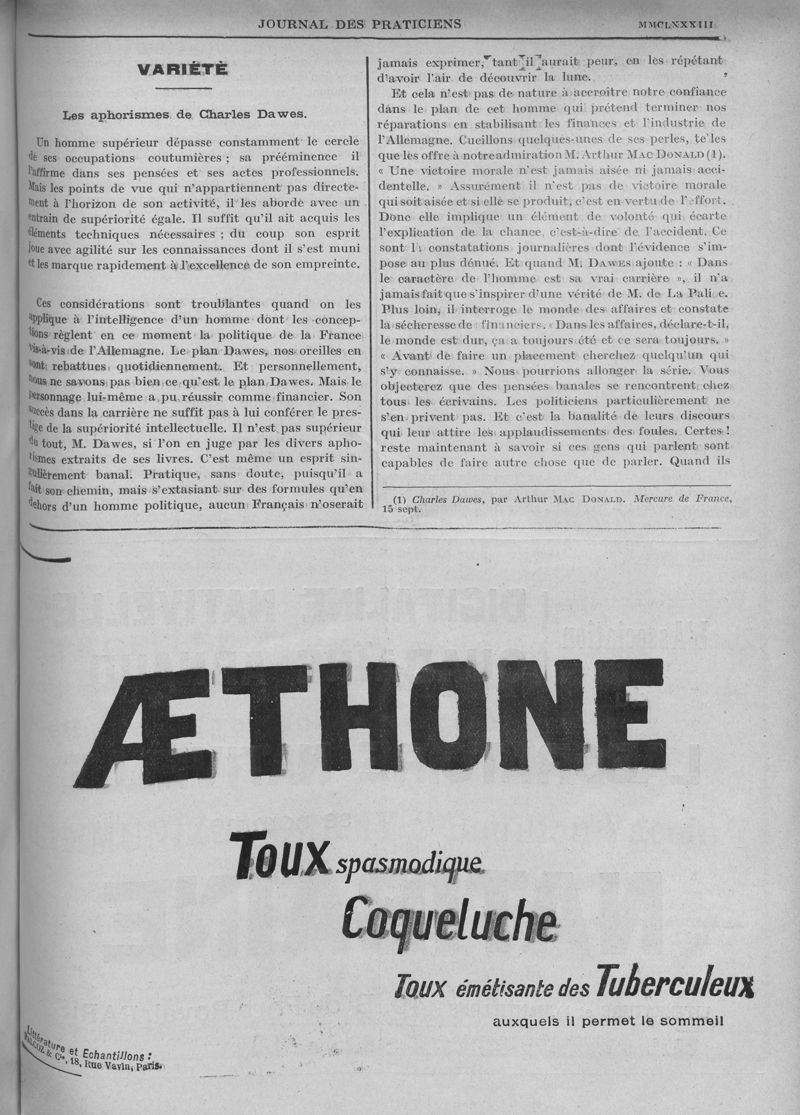 JOURNAL DES PRATICIENS
MMCLXXXIII
VARIÉTÉ
Les aphorismes de Charles Dawes.
Un homme supérieur dépasse constamment le cercle
de ses occupations coutumières ; sa prééminence il
l'affirme dans ses pensées et ses actes professionnels.
Mais les points de vue qui n'appartiennent pas directe-
ment à l'horizon de son activité, il les aborde avec un
entrain de supériorité égale. Il suffit qu'il ait acquis les
éléments techniques nécessaires ; du coup son esprit
joue avec agilité sur les connaissances dont il s'est muni
et les marque rapidement à l'excellence de son empreinte.
Ces considérations sont troublantes quand on les
applique à l'intelligence d'un homme dont les concep-
tions règlent en ce moment la politique de la France
vis-à-vis de l'Allemagne. Le plan Dawes, nos oreilles en
sont rebattues quotidiennement. Et personnellement,
nous ne savons pas bien ce qu'est le plan Dawes. Mais le
personnage lui-même a pu réussir comme financier. Son
succès dans la carrière ne suffit pas à lui conférer le pres-
tige de la supériorité intellectuelle. Il n'est pas supérieur
du tout, M. Dawes, si l'on en juge par les divers apho-
rismes extraits de ses livres. C'est même un esprit sin-
gulièrement banal. Pratique, sans doute, puisqu'il a
fait son chemin, mais s'extasiant sur des formules qu'en
dehors d'un homme politique, aucun Français n'oserait
jamais exprimer, tant il aurait peur, en les répétant
d'avoir l'air de découvrir la lune.
Et cela n'est pas de nature à accroître notre confiance
dans le plan de cet homme qui prétend terminer nos
réparations en stabilisant les finances et l'industrie de
l'Allemagne. Cueillons quelques-unes de ses perles, telles
que les offre à notre admiration M. Arthur MAC DONALD (1).
« Une victoire morale n'est jamais aisée ni jamais acci-
dentelle. » Assurément il n'est pas de victoire morale
qui soit aisée et si elle se produit, c'est en vertu de l'effort.
Donc elle implique un élément de volonté qui écarte
l'explication de la chance, c'est-à-dire de l'accident. Ce
sont là constatations journalières dont l'évidence s'im-
pose au plus dénué. Et quand M. DAWES ajoute : « Dans
le caractère de l'homme est sa vrai carrière », il n'a
jamais fait que s'inspirer d'une vérité de M. de La Pali e.
Plus loin, il interroge le monde des affaires et constate
la sécheresse de financiers. « Dans les affaires, déclare-t-il,
le monde est dur, ça a toujours été et ce sera toujours. »
« Avant de faire un placement cherchez quelqu'un qui
s'y connaisse. » Nous pourrions allonger la série. Vous
objecterez que des pensées banales se rencontrent chez
tous les écrivains. Les politiciens particulièrement ne
s'en privent pas. Et c'est la banalité de leurs discours
qui leur attire les applaudissements des foules. Certes !
reste maintenant à savoir si ces gens qui parlent sont
capables de faire autre chose que de parler. Quand ils
(1) Charles Dawes, par Arthur MAC DONALD. Mercure de France,
15 sept.
ÆTHONE
Toux spasmodique
Coqueluche
Toux émétisante des Tuberculeux
auxquels il permet le sommeil
Littérature et Echantillons :
& Cie, 18, Rue Vavin, Paris.